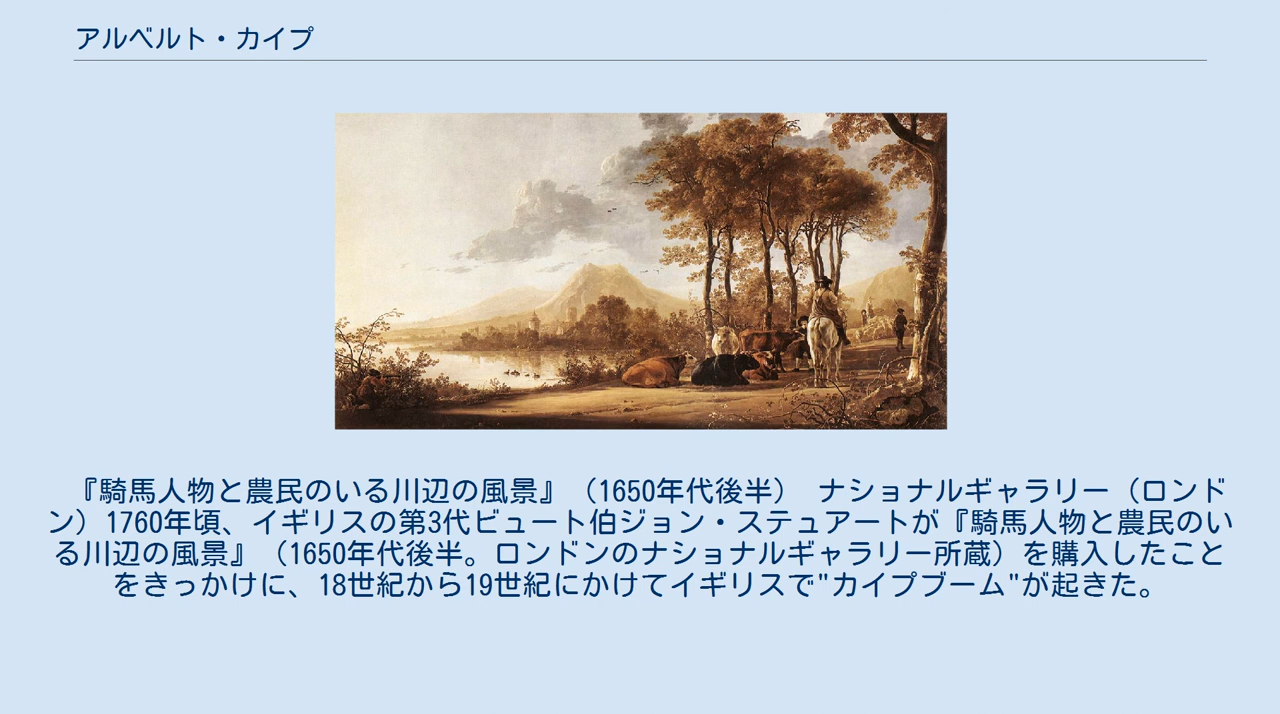 アルベルト・カイプ
『騎馬人物と農民のいる川辺の風景』（1650年代後半）　ナショナルギャラリー（ロンド
ン）1760年頃、イギリスの第3代ビュート伯ジョン・ステュアートが『騎馬人物と農民のい
る川辺の風景』（1650年代後半。ロンドンのナショナルギャラリー所蔵）を購入したこと
をきっかけに、18世紀から19世紀にかけてイギリスで"カイプブーム"が起きた。